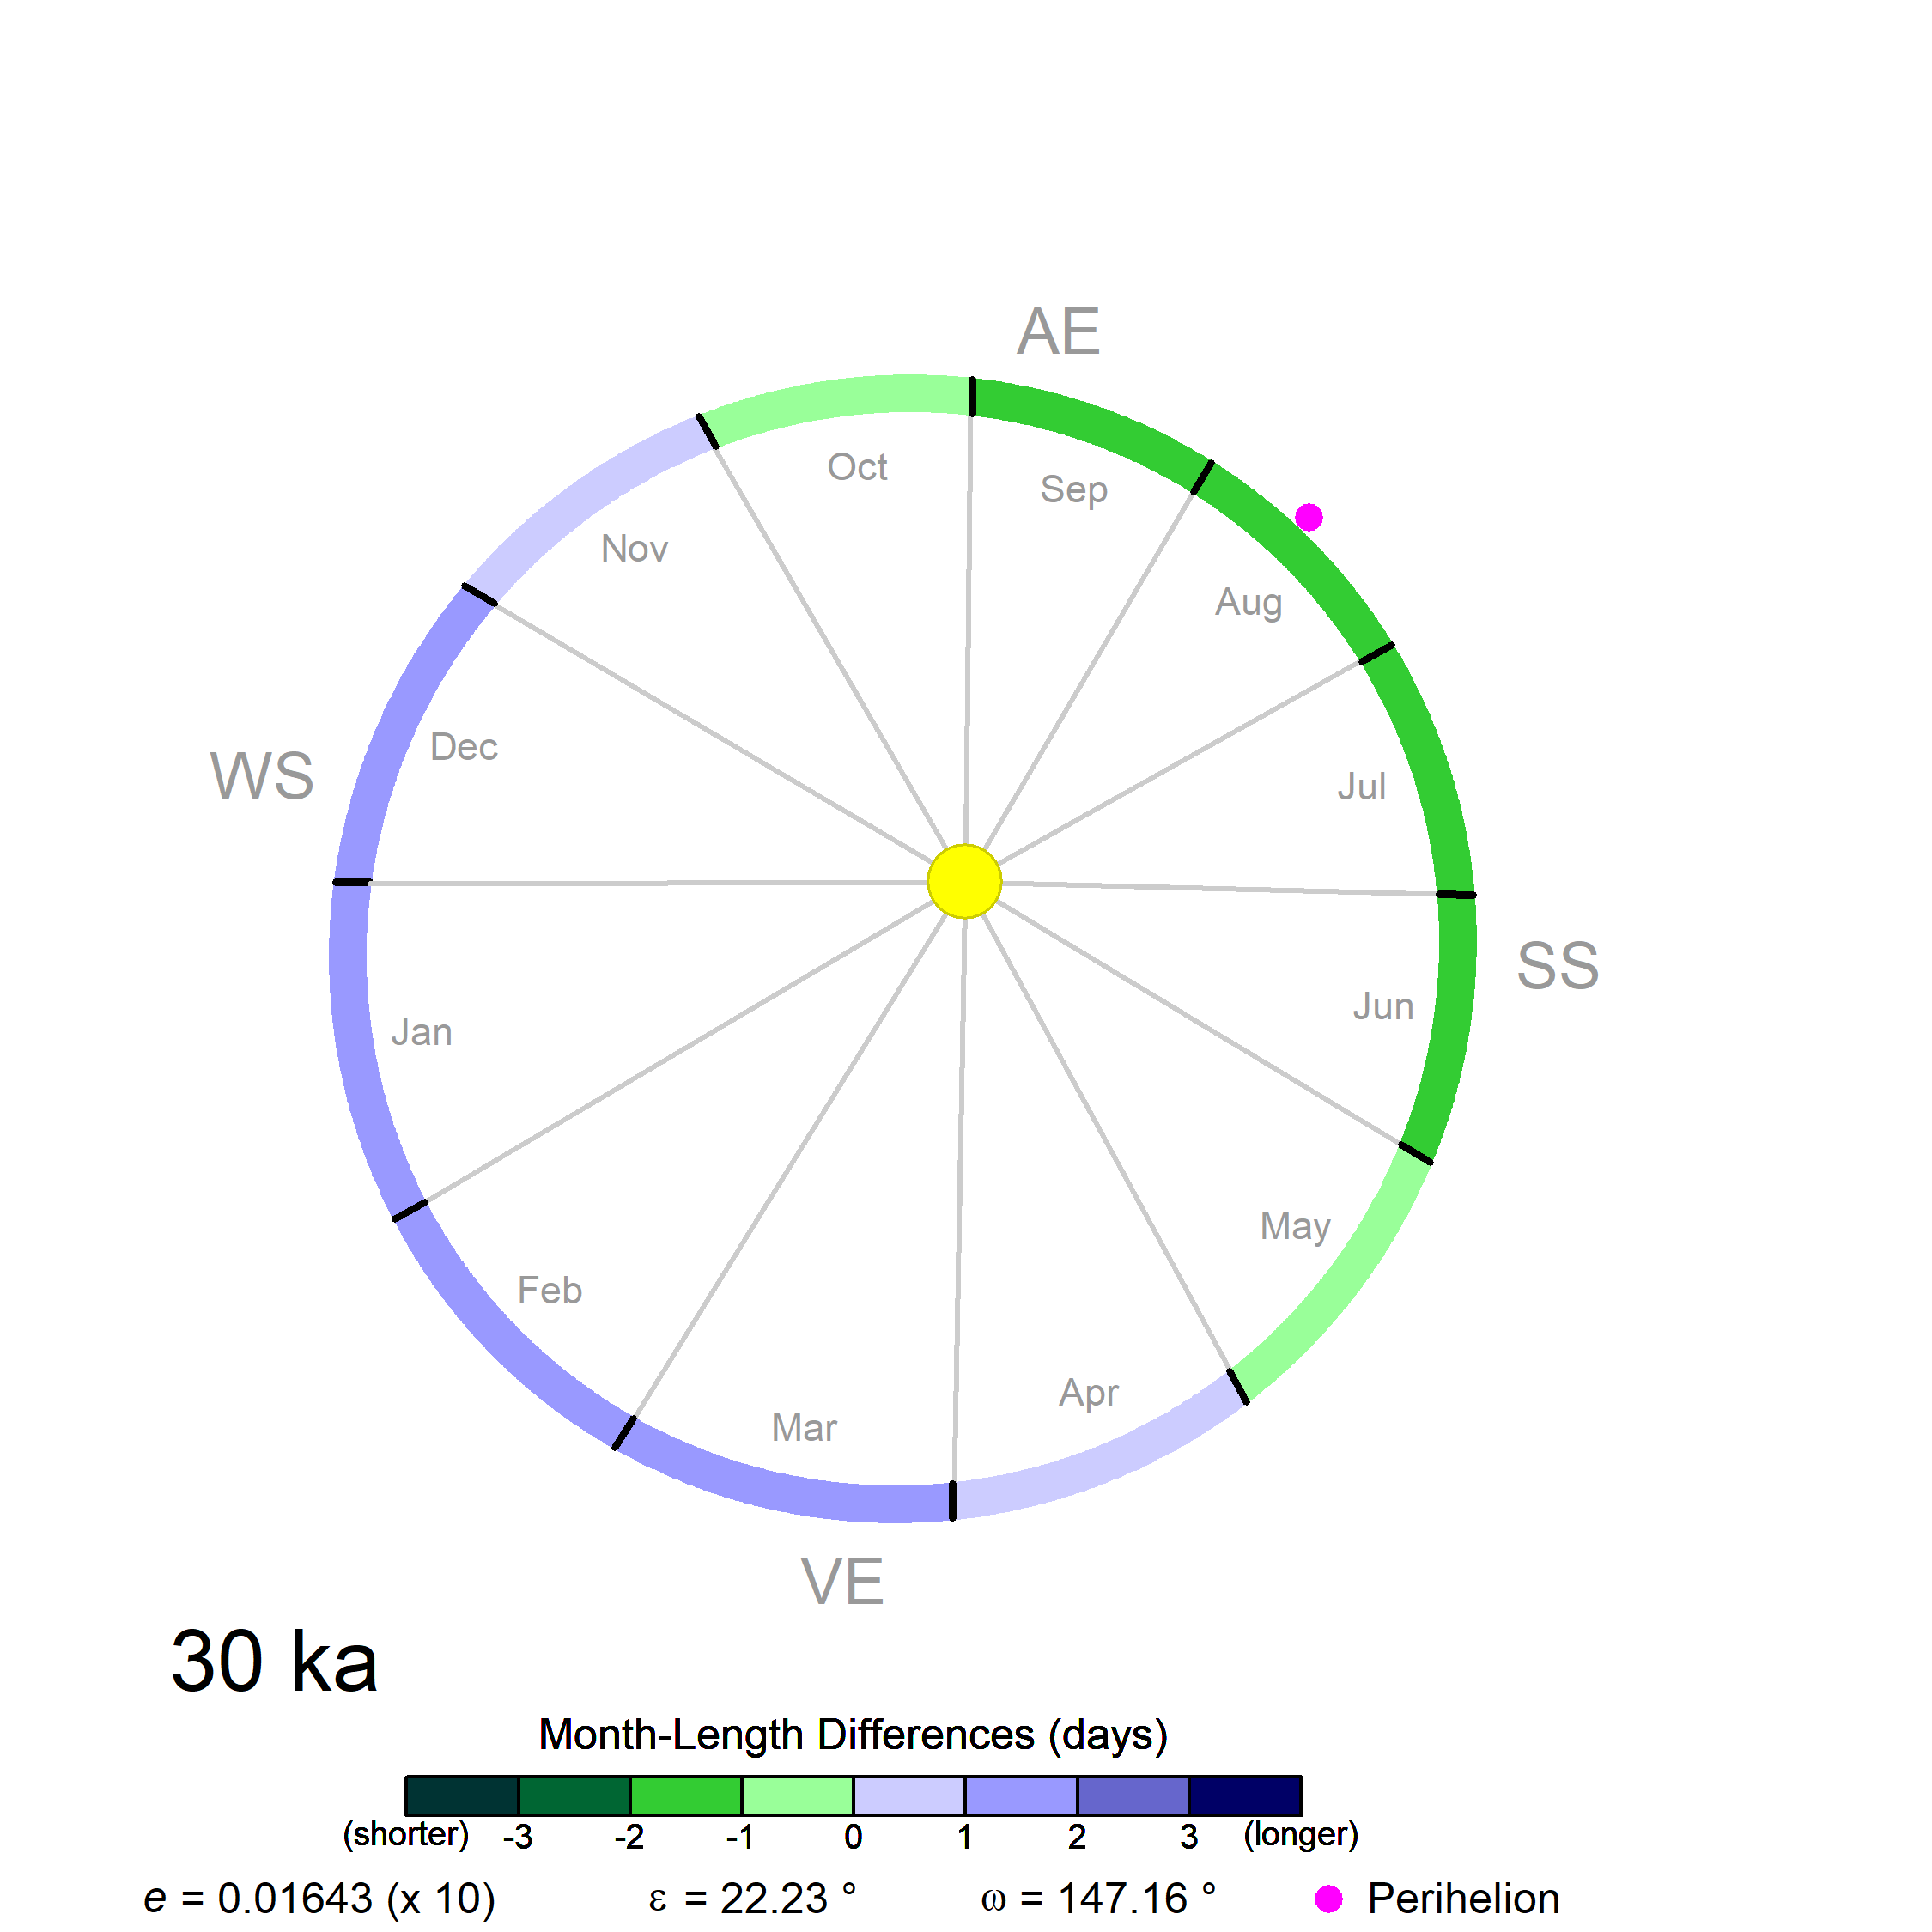 AE
Oct
Sep
Nov
Aug
WS
Dec
Jul
SS
Jun
Jan
May
Feb
Apr
Mar
VE
30 ka
Month-Length Differences (days)
(shorter) -3 -2 -1 0 1 2 3 (longer)
e = 0.01643 (x 10) ε = 22.23 ° ω = 147.16 ° Perihelion